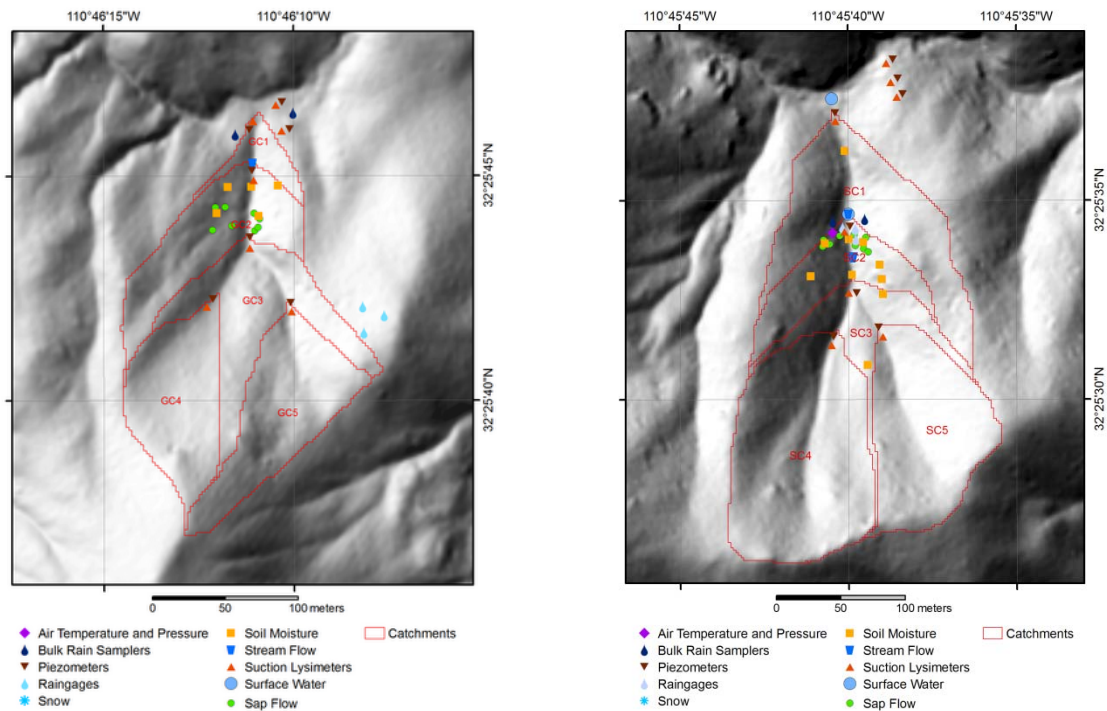 110°46'15"W
110°46'10"W
32°25'45"N
32°25'40"N
GC1
GC2
GC3
GC4
GC5
0 50 100 meters
Air Temperature and Pressure
Bulk Rain Samplers
Piezometers
Raingages
Snow
Soil Moisture
Stream Flow
Suction Lysimeters
Surface Water
Sap Flow
Catchments
110°45'45"W
110°45'40"W
110°45'35"W
32°25'35"N
32°25'30"N
SC1
SC2
SC3
SC4
SC5
0 50 100 meters
Air Temperature and Pressure
Bulk Rain Samplers
Piezometers
Raingages
Snow
Soil Moisture
Stream Flow
Suction Lysimeters
Surface Water
Sap Flow
Catchments